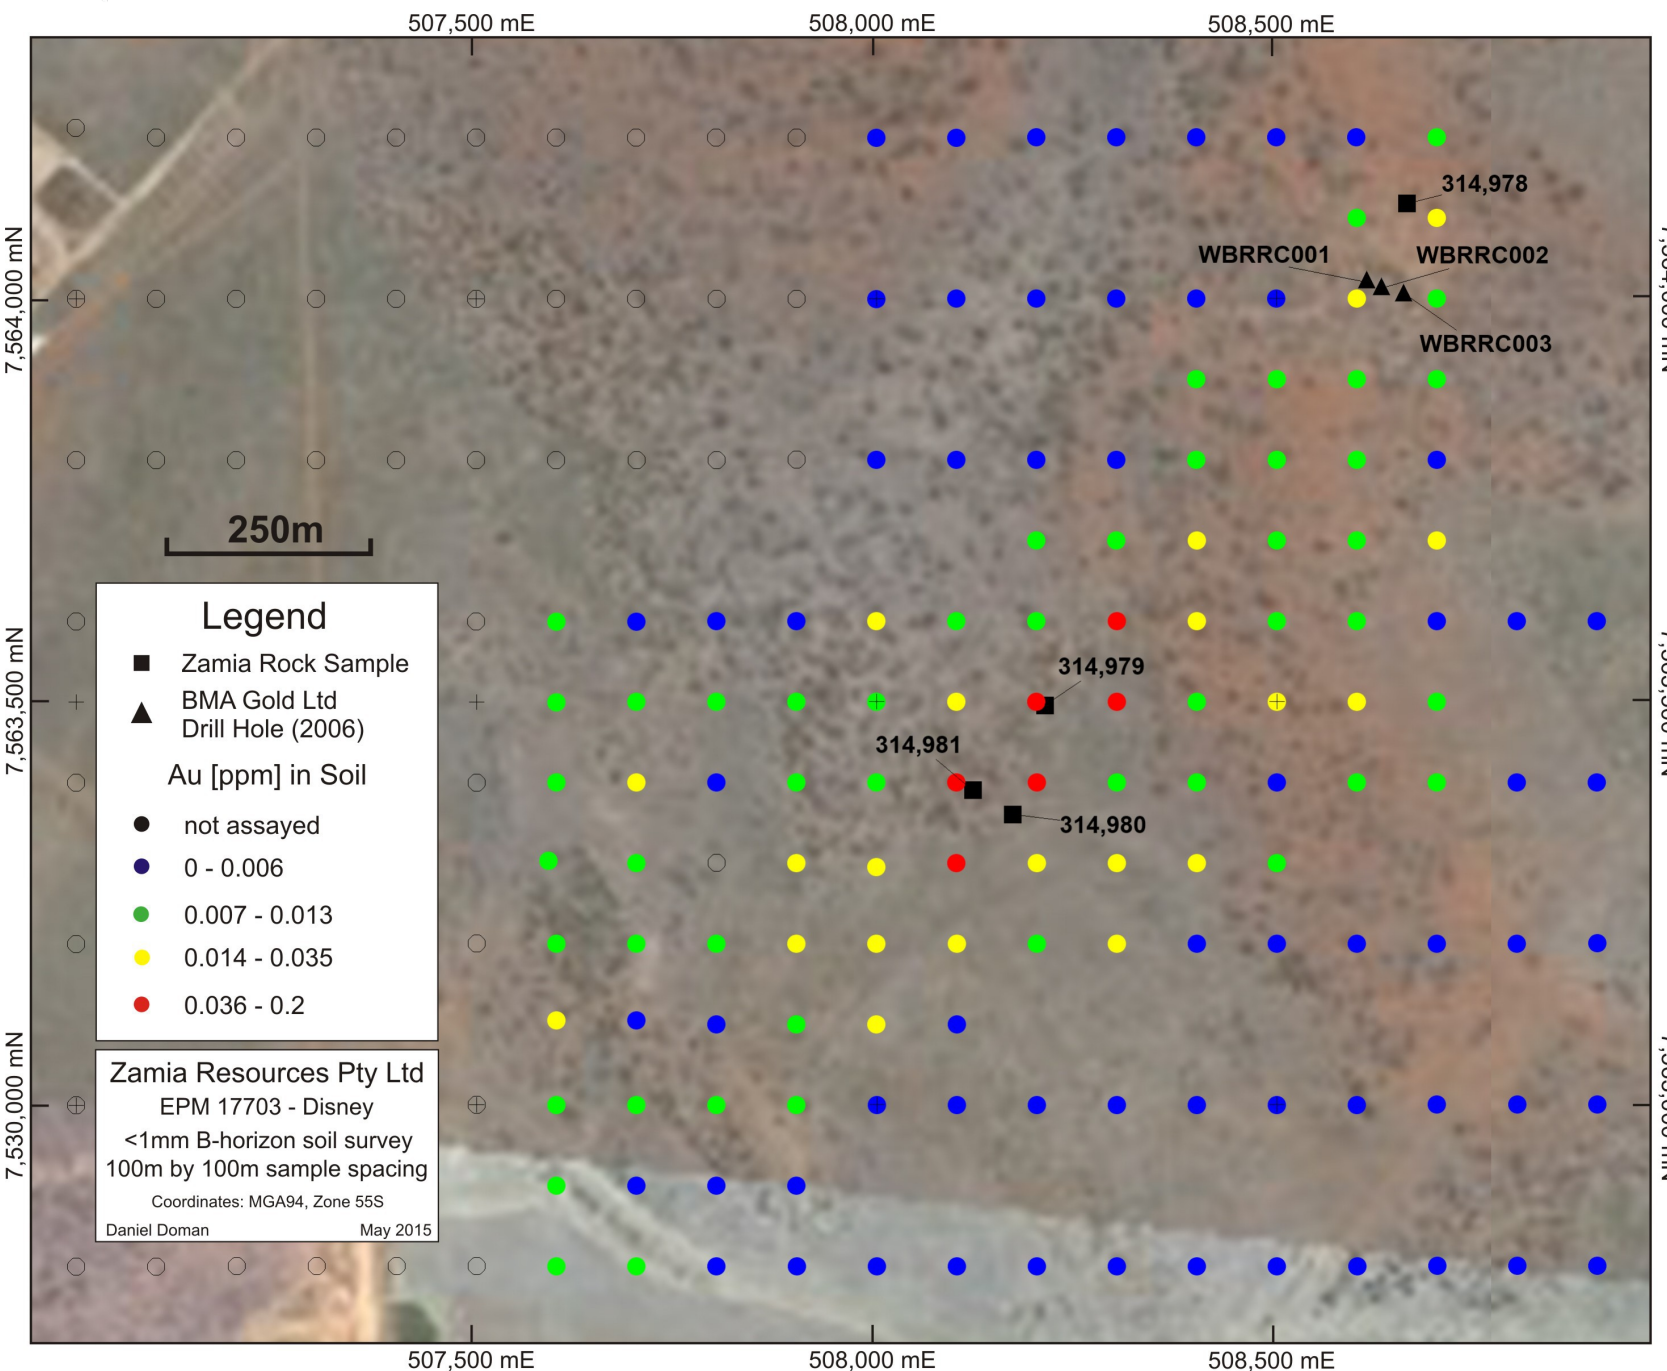 507,500 mE
508,000 mE
508,500 mE
314,978
WBRRC001
WBRRC002
7,564,000 mN
WBRRC003
250m
Legend
Zamia Rock Sample
BMA Gold Ltd
Drill Hole (2006)
Au [ppm] in Soil
not assayed
0 - 0.006
0.007 - 0.013
0.014 - 0.035
0.036 - 0.2
7,563,500 mN
314,979
314,981
314,980
7,530,000 mN
Zamia Resources Pty Ltd
EPM 17703 - Disney
<1mm B-horizon soil survey
100m by 100m sample spacing
Coordinates: MGA94, Zone 55S
Daniel Doman
May 2015
507,500 mE
508,000 mE
508,500 mE